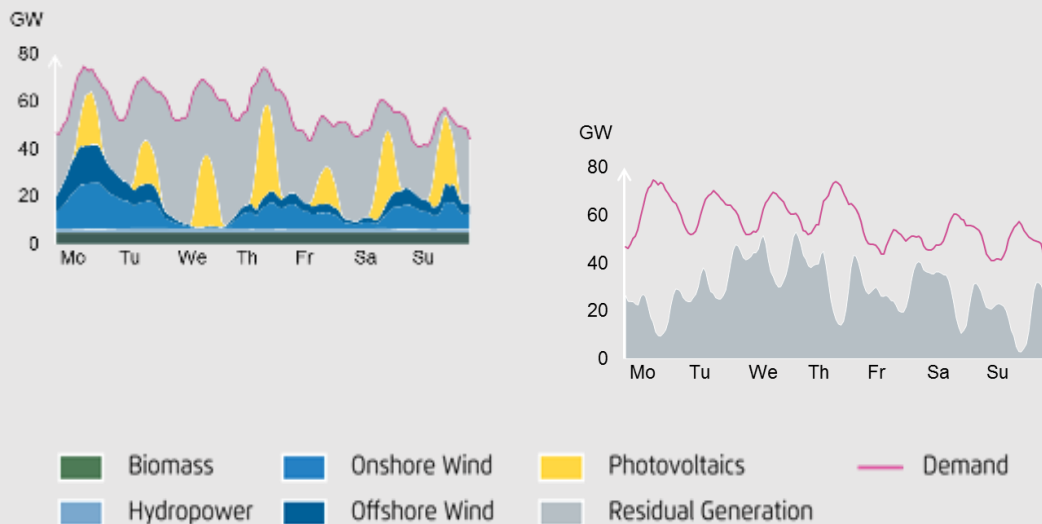 GW
80
60
40
20
0
Mo Tu We Th Fr Sa Su
GW
80
60
40
20
0
Mo Tu We Th Fr Sa Su
Biomass Onshore Wind Photovoltaics Demand
Hydropower Offshore Wind Residual Generation